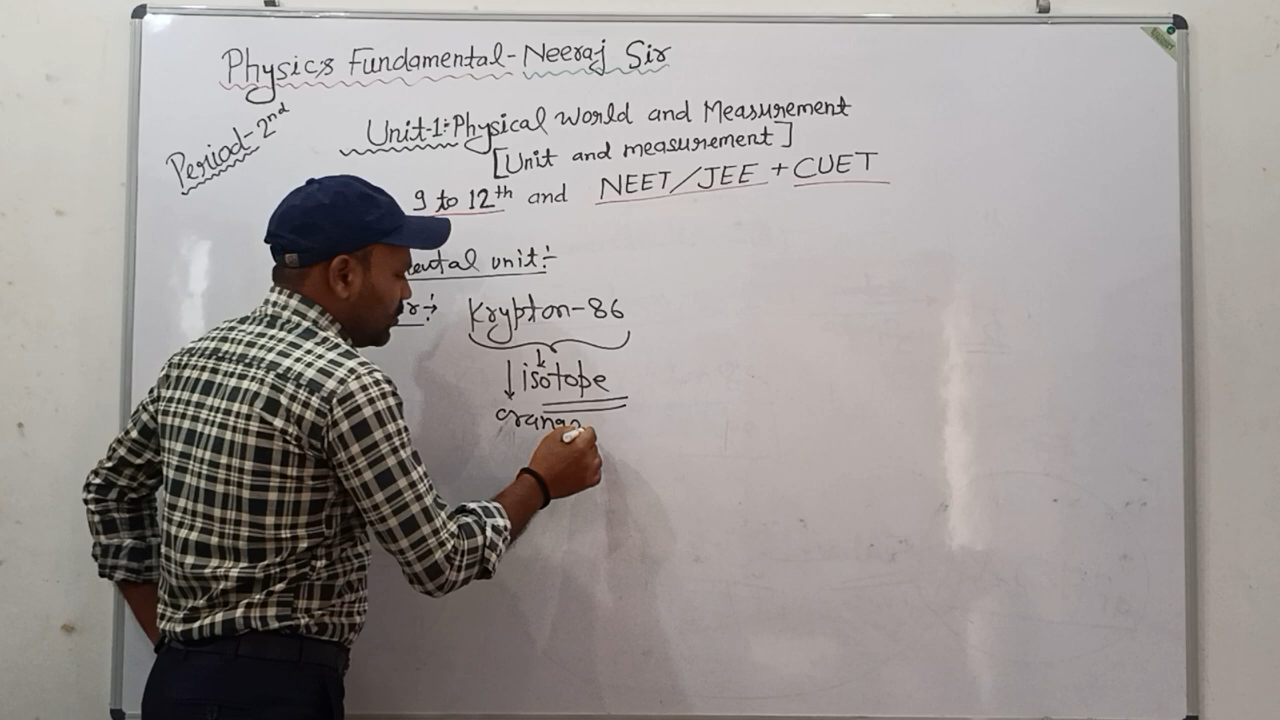 Physics Fundamental- Neeraj Sir
Period-2nd
Unit-1:- Physical World and Measurement
[Unit and measurement]
9 to 12th and NEET/JEE + CUET
ental unit:-
r:-
Krypton-86
isotope
orang